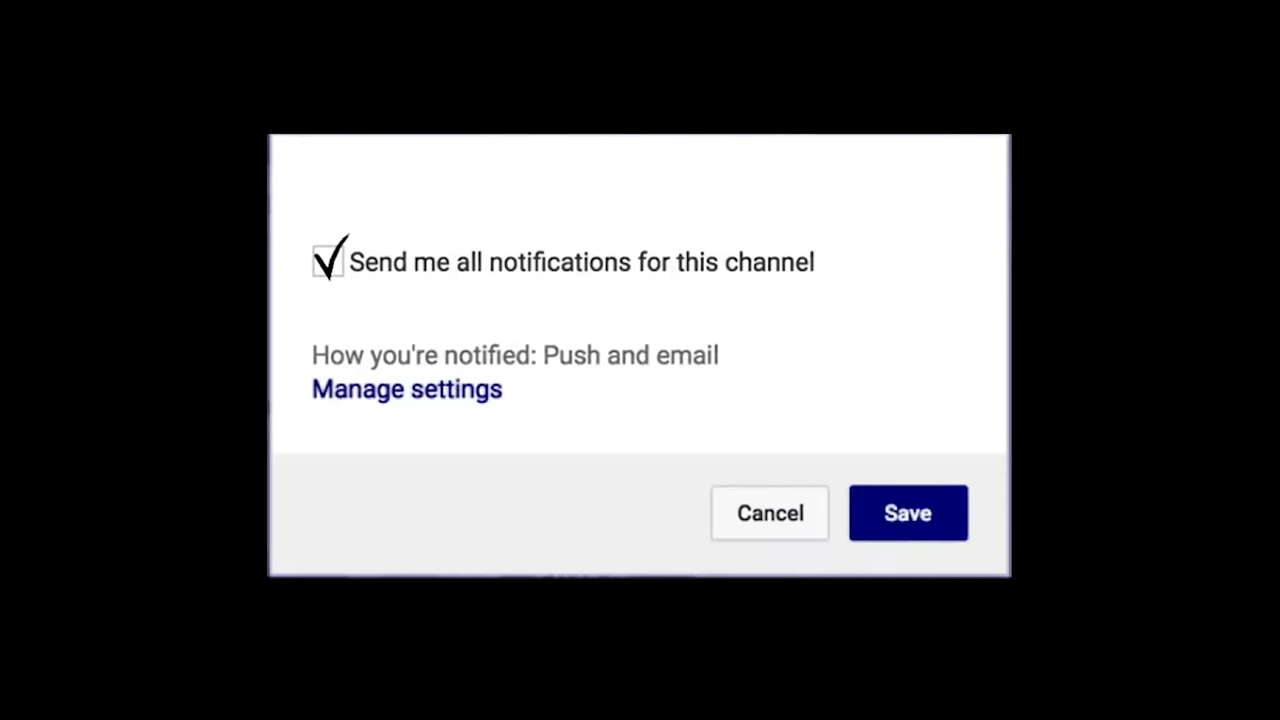 Send me all notifications for this channel
How you're notified: Push and email
Manage settings
Cancel
Save